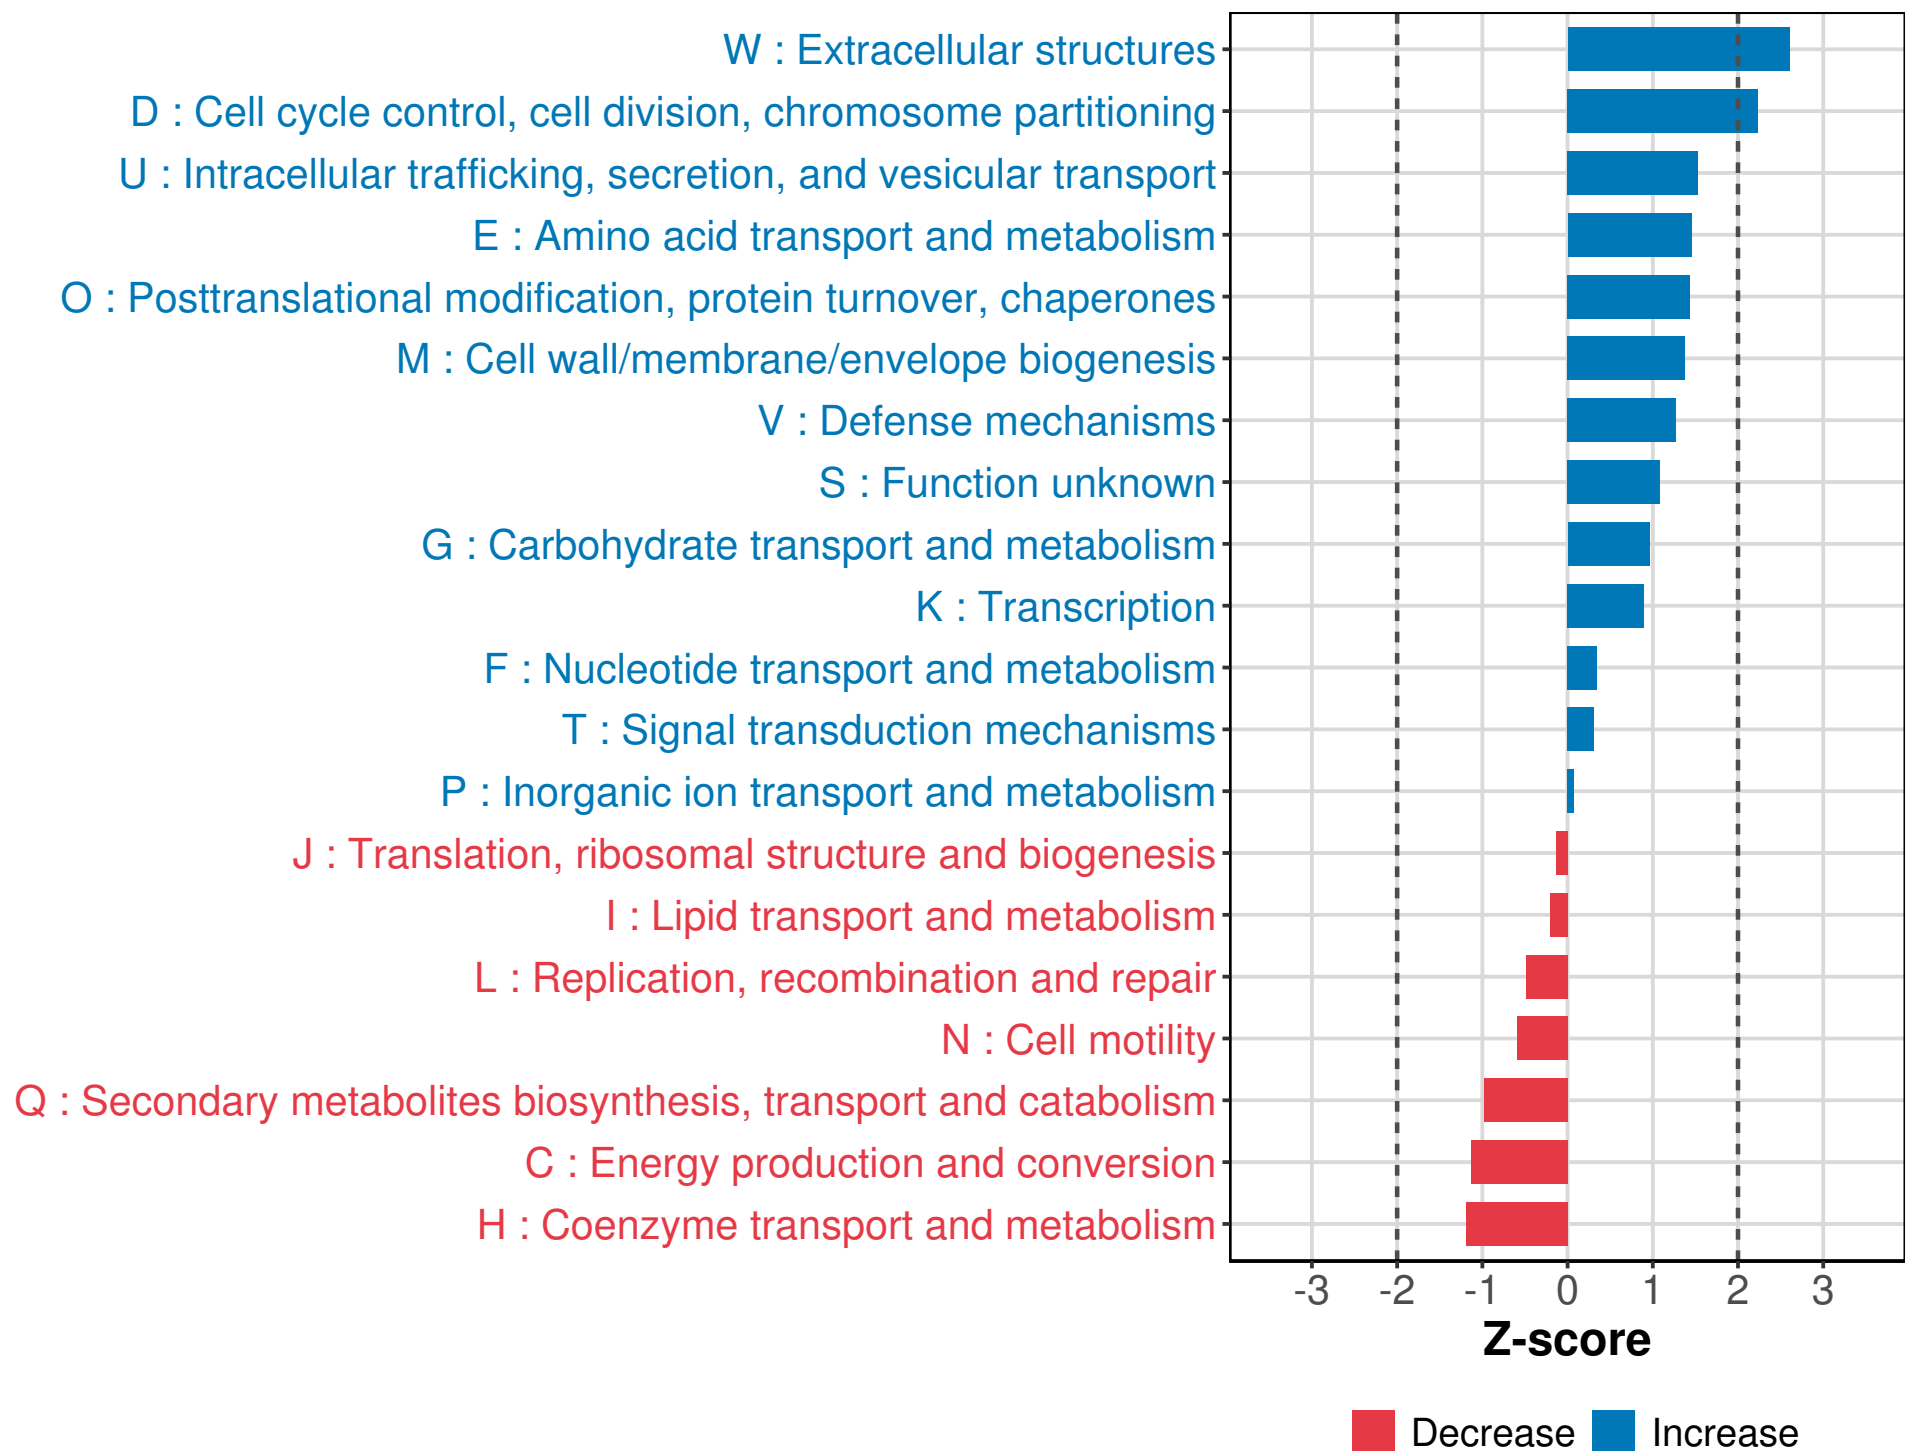 W : Extracellular structures
D : Cell cycle control, cell division, chromosome partitioning
U : Intracellular trafficking, secretion, and vesicular transport
E : Amino acid transport and metabolism
O : Posttranslational modification, protein turnover, chaperones
M : Cell wall/membrane/envelope biogenesis
V : Defense mechanisms
S : Function unknown
G : Carbohydrate transport and metabolism
K : Transcription
F : Nucleotide transport and metabolism
T : Signal transduction mechanisms
P : Inorganic ion transport and metabolism
J : Translation, ribosomal structure and biogenesis
I : Lipid transport and metabolism
L : Replication, recombination and repair
N : Cell motility
Q : Secondary metabolites biosynthesis, transport and catabolism
C : Energy production and conversion
H : Coenzyme transport and metabolism
-3 -2 -1 0 1 2 3
Z-score
Decrease Increase